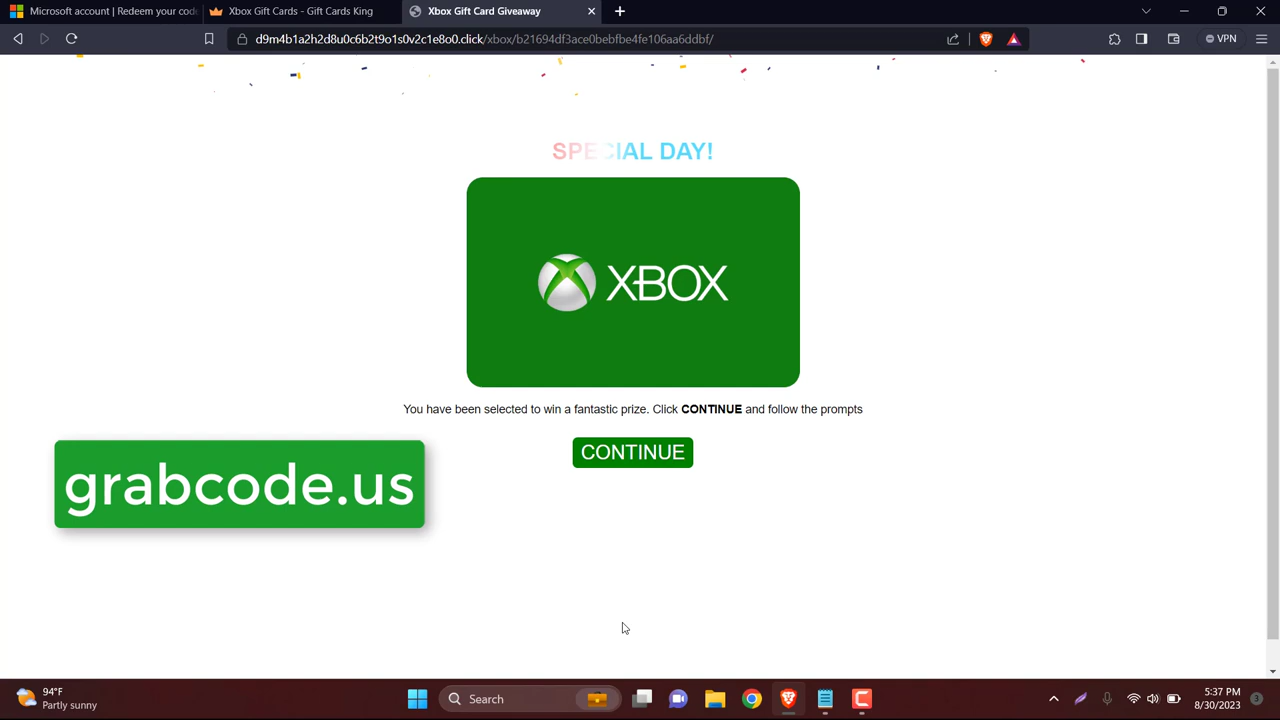 Microsoft account | Redeem your code
Xbox Gift Cards - Gift Cards King
Xbox Gift Card Giveaway
d9m4b1a2h2d8u0c6b2t9o1s0v2c1e8o0.click/xbox/b21694df3ace0bebfbe4fe106aa6ddbf/
VPN
SPECIAL DAY!
XBOX
You have been selected to win a fantastic prize. Click CONTINUE and follow the prompts
CONTINUE
grabcode.us
94°F
Partly sunny
Search
5:37 PM
8/30/2023
3